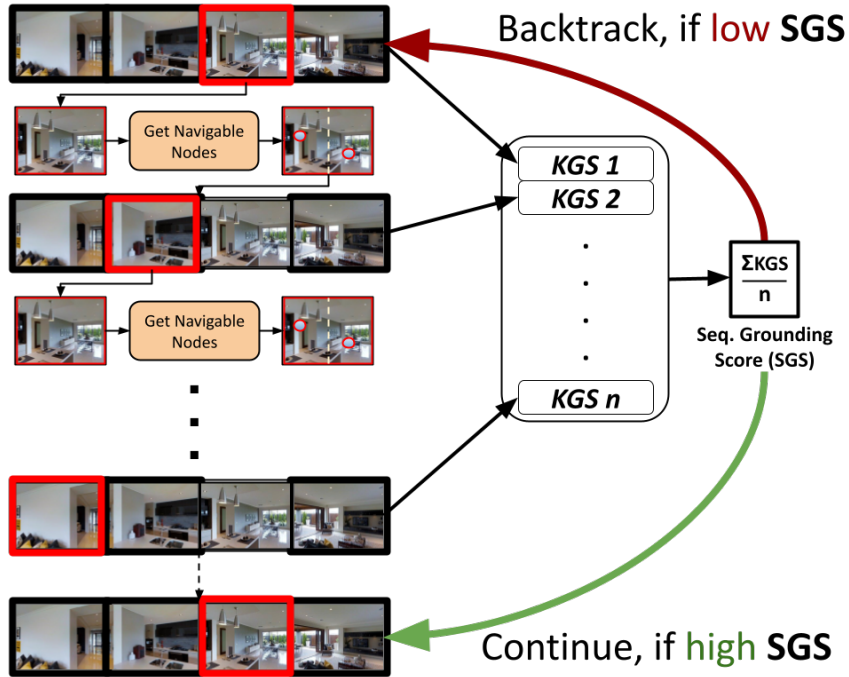 Backtrack, if low SGS
Get Navigable
Nodes
KGS 1
KGS 2
.
.
.
.
KGS n
ΣKGS
n
Seq. Grounding
Score (SGS)
Get Navigable
Nodes
Continue, if high SGS